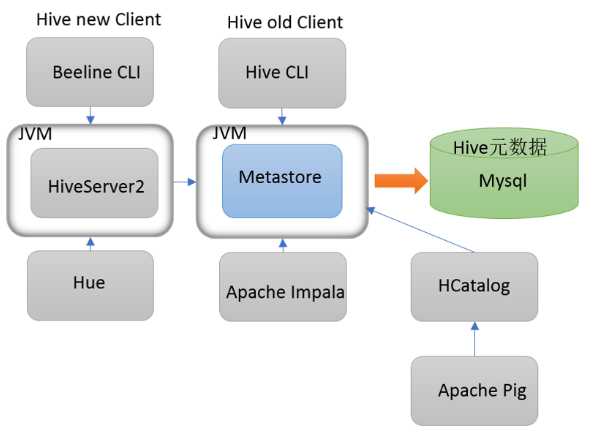 Hive new Client
Hive old Client
Beeline CLI
Hive CLI
JVM
JVM
HiveServer2
Metastore
Hive元数据
Mysql
Hue
Apache Impala
HCatalog
Apache Pig